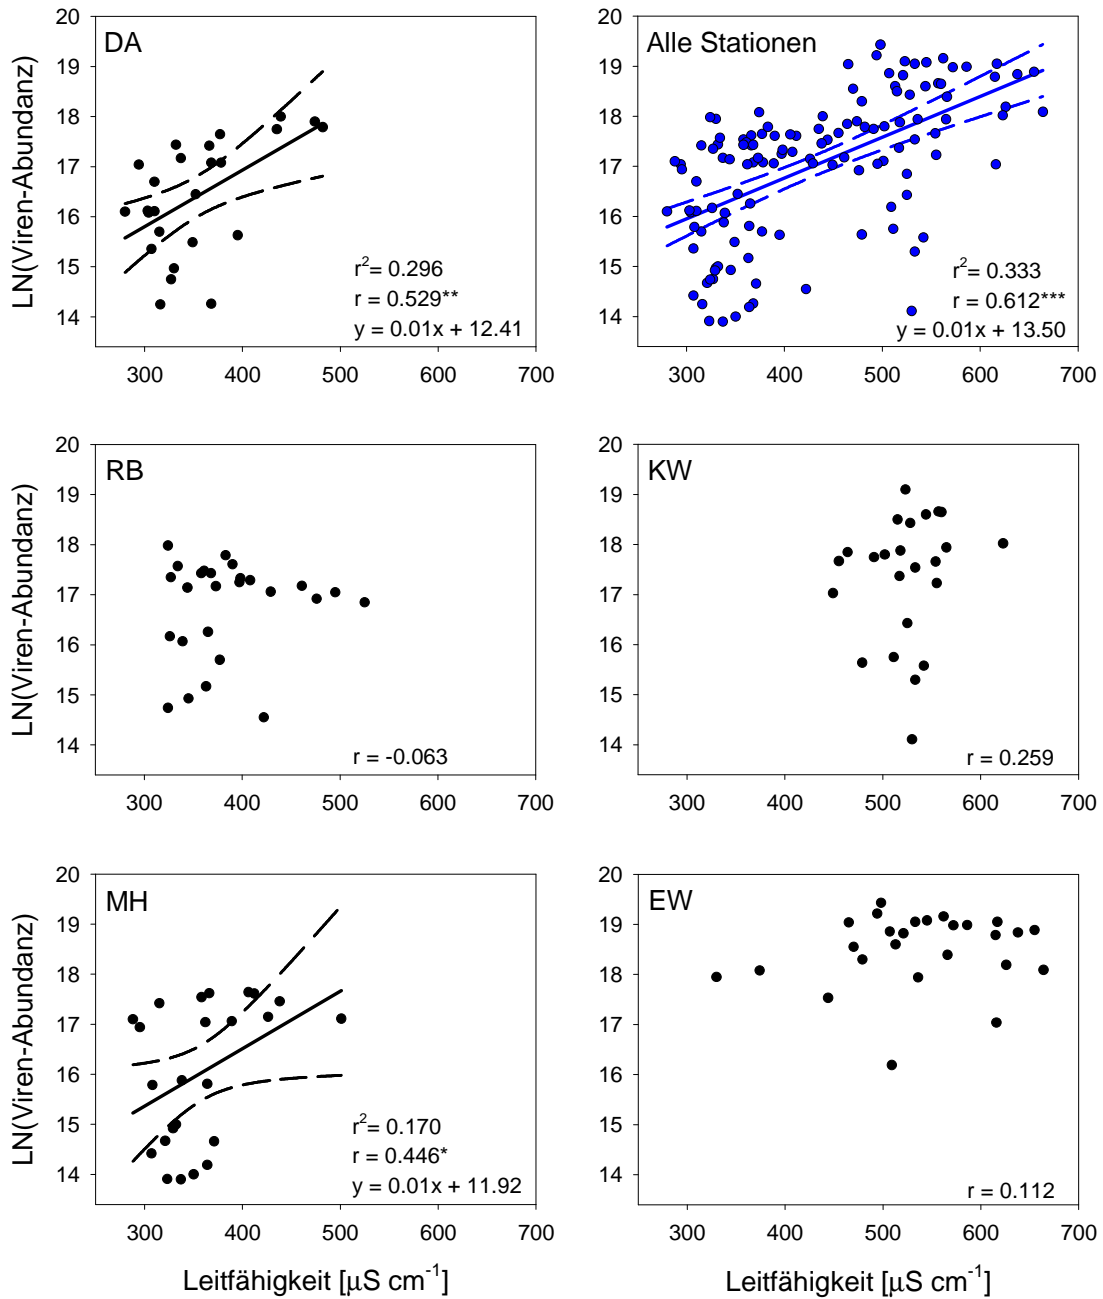 DA
LN(Viren-Abundanz)
20
19
18
17
16
15
14
r²= 0.296
r = 0.529**
y = 0.01x + 12.41
300 400 500 600 700
Alle Stationen
20
19
18
17
16
15
14
r²= 0.333
r = 0.612***
y = 0.01x + 13.50
300 400 500 600 700
RB
LN(Viren-Abundanz)
20
19
18
17
16
15
14
r = -0.063
300 400 500 600 700
KW
20
19
18
17
16
15
14
r = 0.259
300 400 500 600 700
MH
LN(Viren-Abundanz)
20
19
18
17
16
15
14
r²= 0.170
r = 0.446*
y = 0.01x + 11.92
300 400 500 600 700
Leitfähigkeit [µS cm⁻¹]
EW
20
19
18
17
16
15
14
r = 0.112
300 400 500 600 700
Leitfähigkeit [µS cm⁻¹]